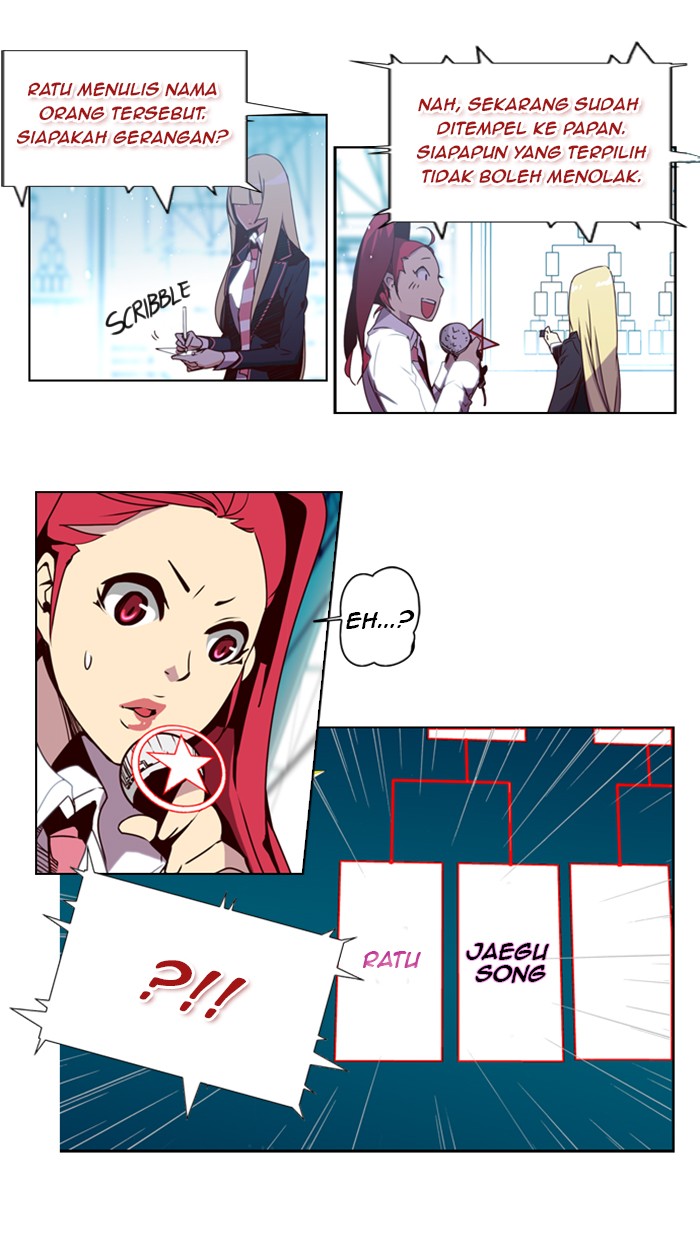 RATU MENULIS NAMA
ORANG TERSEBUT.
SIAPAKAH GERANGAN?
NAH, SEKARANG SUDAH
DITEMPEL KE PAPAN.
SIAPAPUN YANG TERPILIH
TIDAK BOLEH MENOLAK.
SCRIBBLE
EH...?
?!!
RATU
JAEGU
SONG